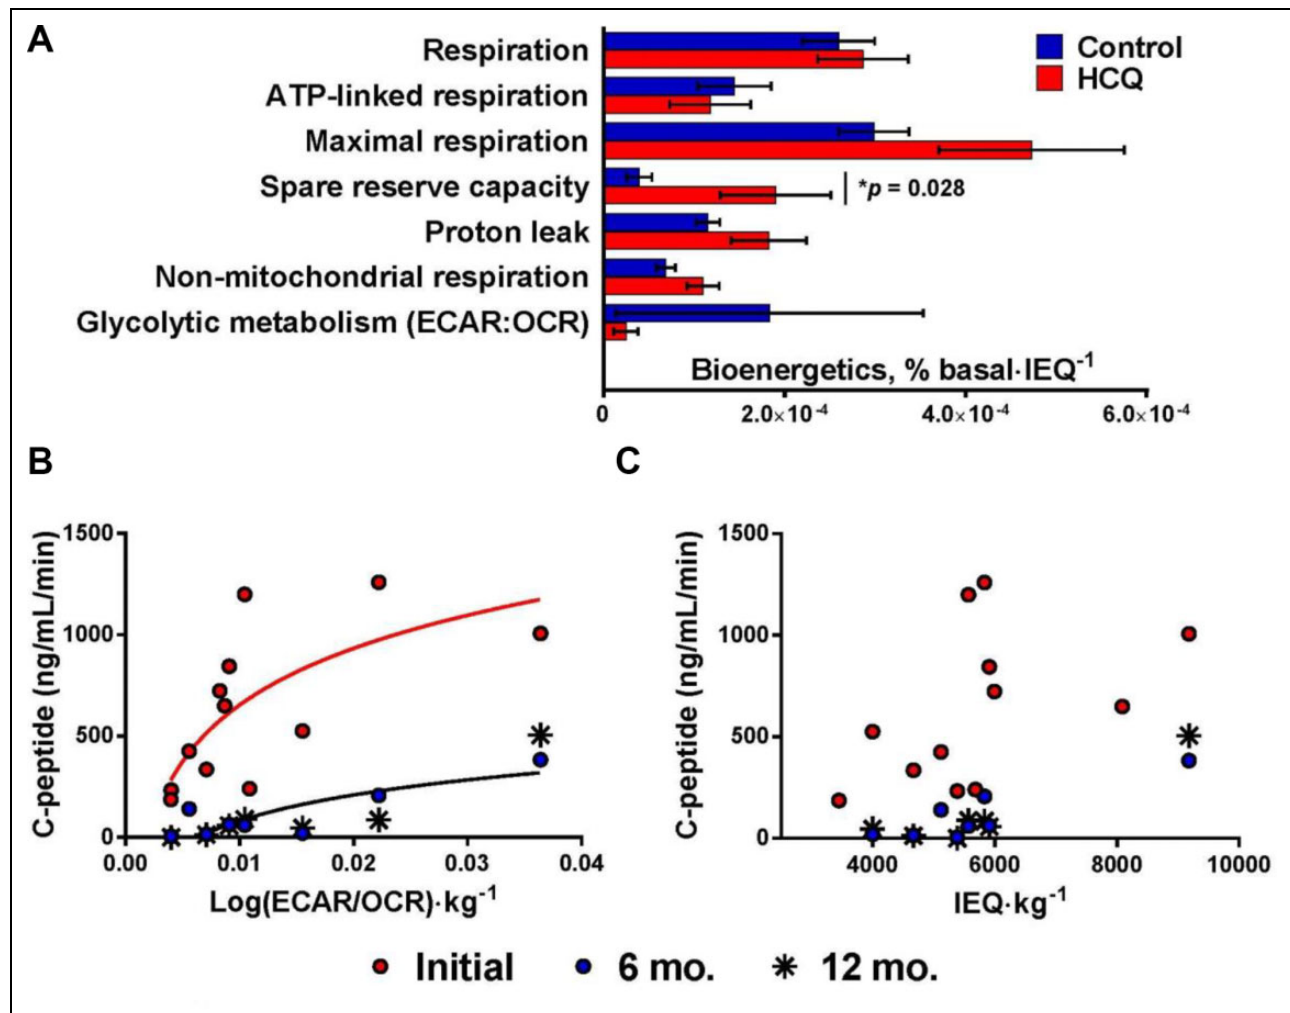 A
Respiration
ATP-linked respiration
Maximal respiration
Spare reserve capacity
Proton leak
Non-mitochondrial respiration
Glycolytic metabolism (ECAR:OCR)
Control
HCQ
*p = 0.028
Bioenergetics, % basal·IEQ⁻¹
0 2.0×10⁻⁴ 4.0×10⁻⁴ 6.0×10⁻⁴
B
C-peptide (ng/mL/min)
1500
1000
500
0
0.00 0.01 0.02 0.03 0.04
Log(ECAR/OCR)·kg⁻¹
C
C-peptide (ng/mL/min)
1500
1000
500
0
4000 6000 8000 10000
IEQ·kg⁻¹
Initial 6 mo. 12 mo.